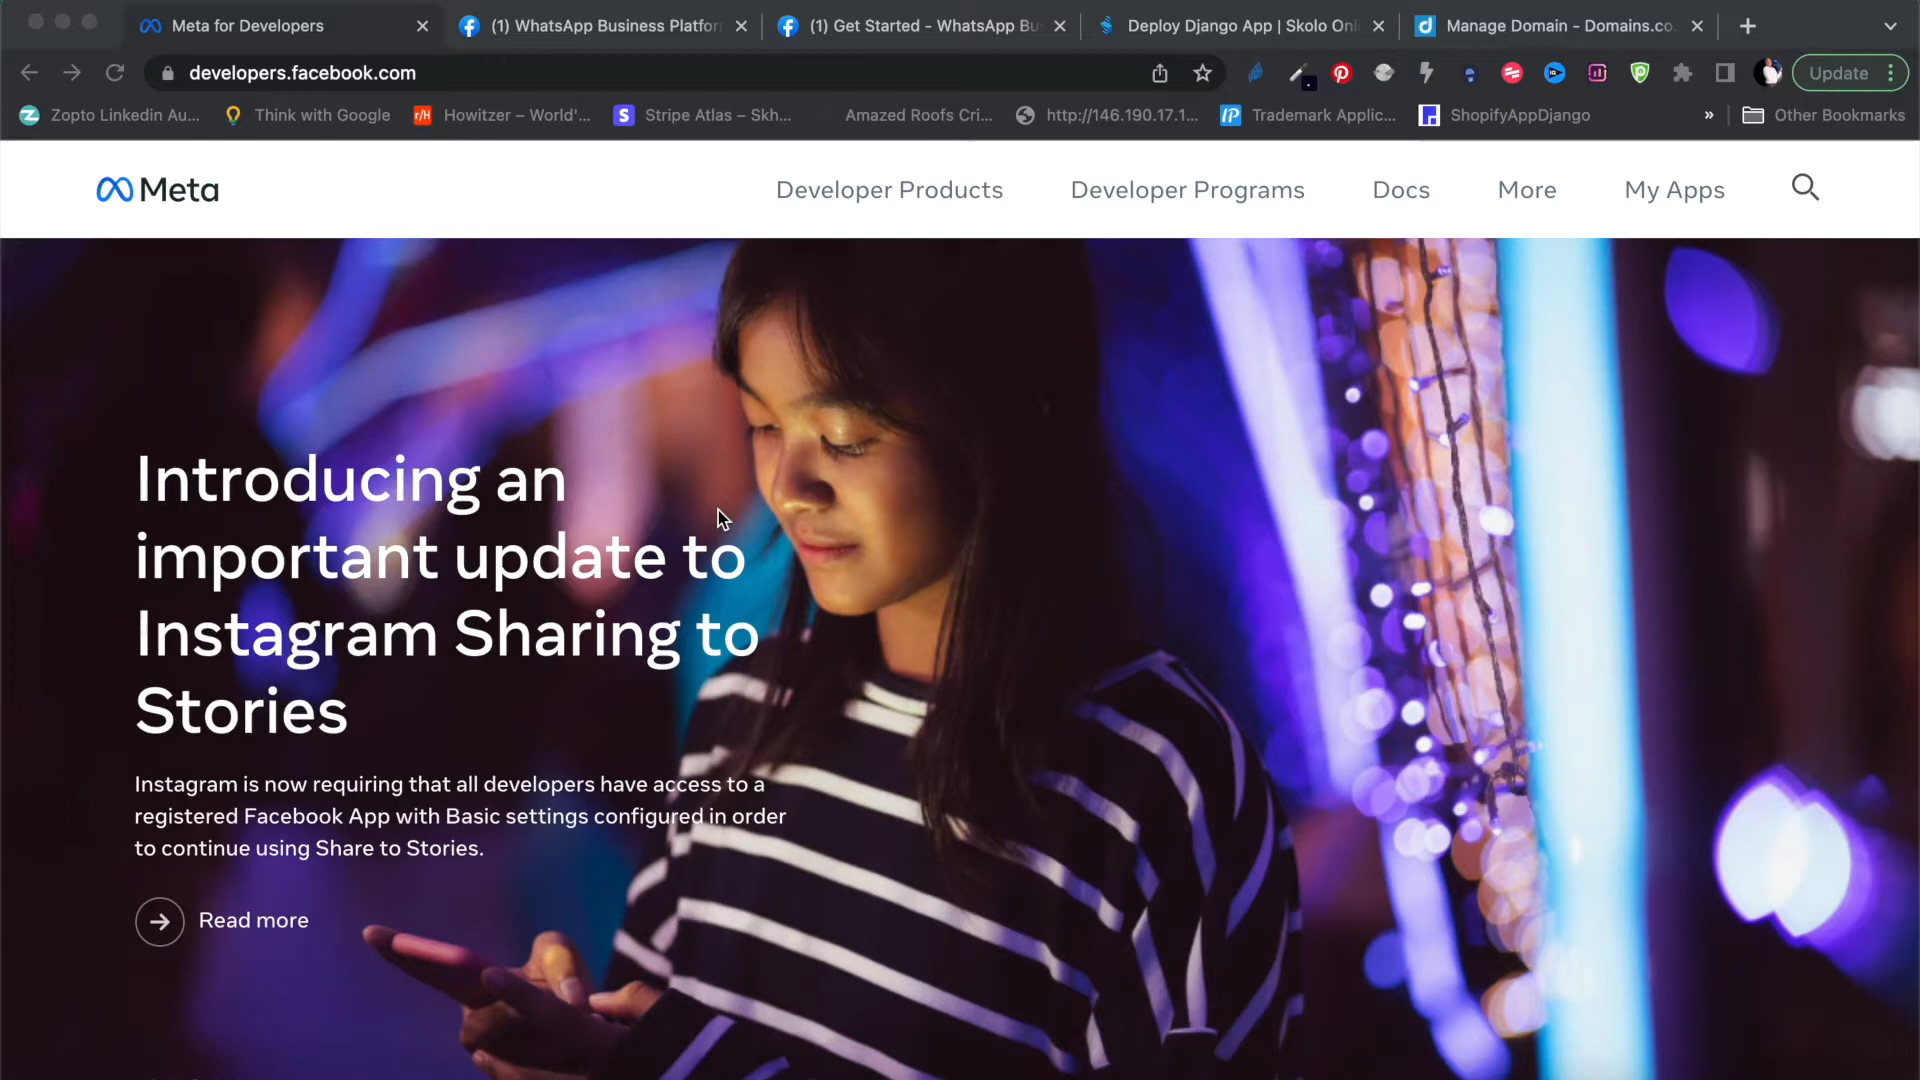 Meta for Developers
(1) WhatsApp Business Platfor
(1) Get Started - WhatsApp Bu
Deploy Django App | Skolo Onl
Manage Domain - Domains.co.
developers.facebook.com
Update
Zopto Linkedin Au...
Think with Google
Howitzer – World'...
Stripe Atlas – Skh...
Amazed Roofs Cri...
http://146.190.17.1...
Trademark Applic...
ShopifyAppDjango
»
Other Bookmarks
Meta
Developer Products
Developer Programs
Docs
More
My Apps
Introducing an
important update to
Instagram Sharing to
Stories
Instagram is now requiring that all developers have access to a
registered Facebook App with Basic settings configured in order
to continue using Share to Stories.
Read more